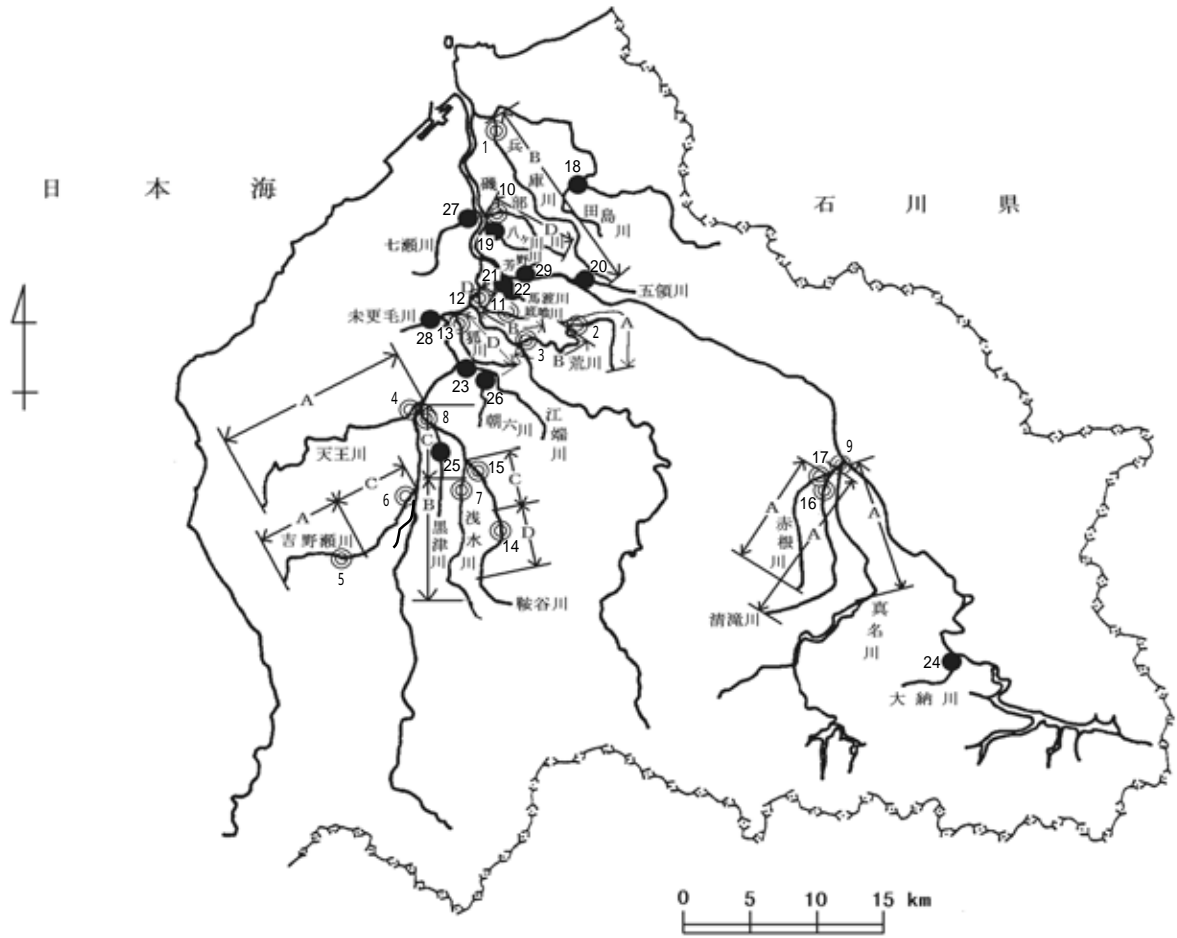 日本海
石川県
1
兵庫川
B
18
田島川
磯部川
10
D
八ヶ川
19
27
七瀬川
芳野川
29
20
五領川
21
22
馬渡川
底喰川
D
12
11
未更毛川
28
13
狐川
D
B
A
3
2
A
B
荒川
23
26
朝六川
江端川
A
4
8
天王川
C
25
15
C
6
C
A
B
7
吉野瀬川
5
黒津川
浅水川
14
D
鞍谷川
17
9
16
A
赤根川
A
A
清滝川
真名川
24
大納川
0 5 10 15 km